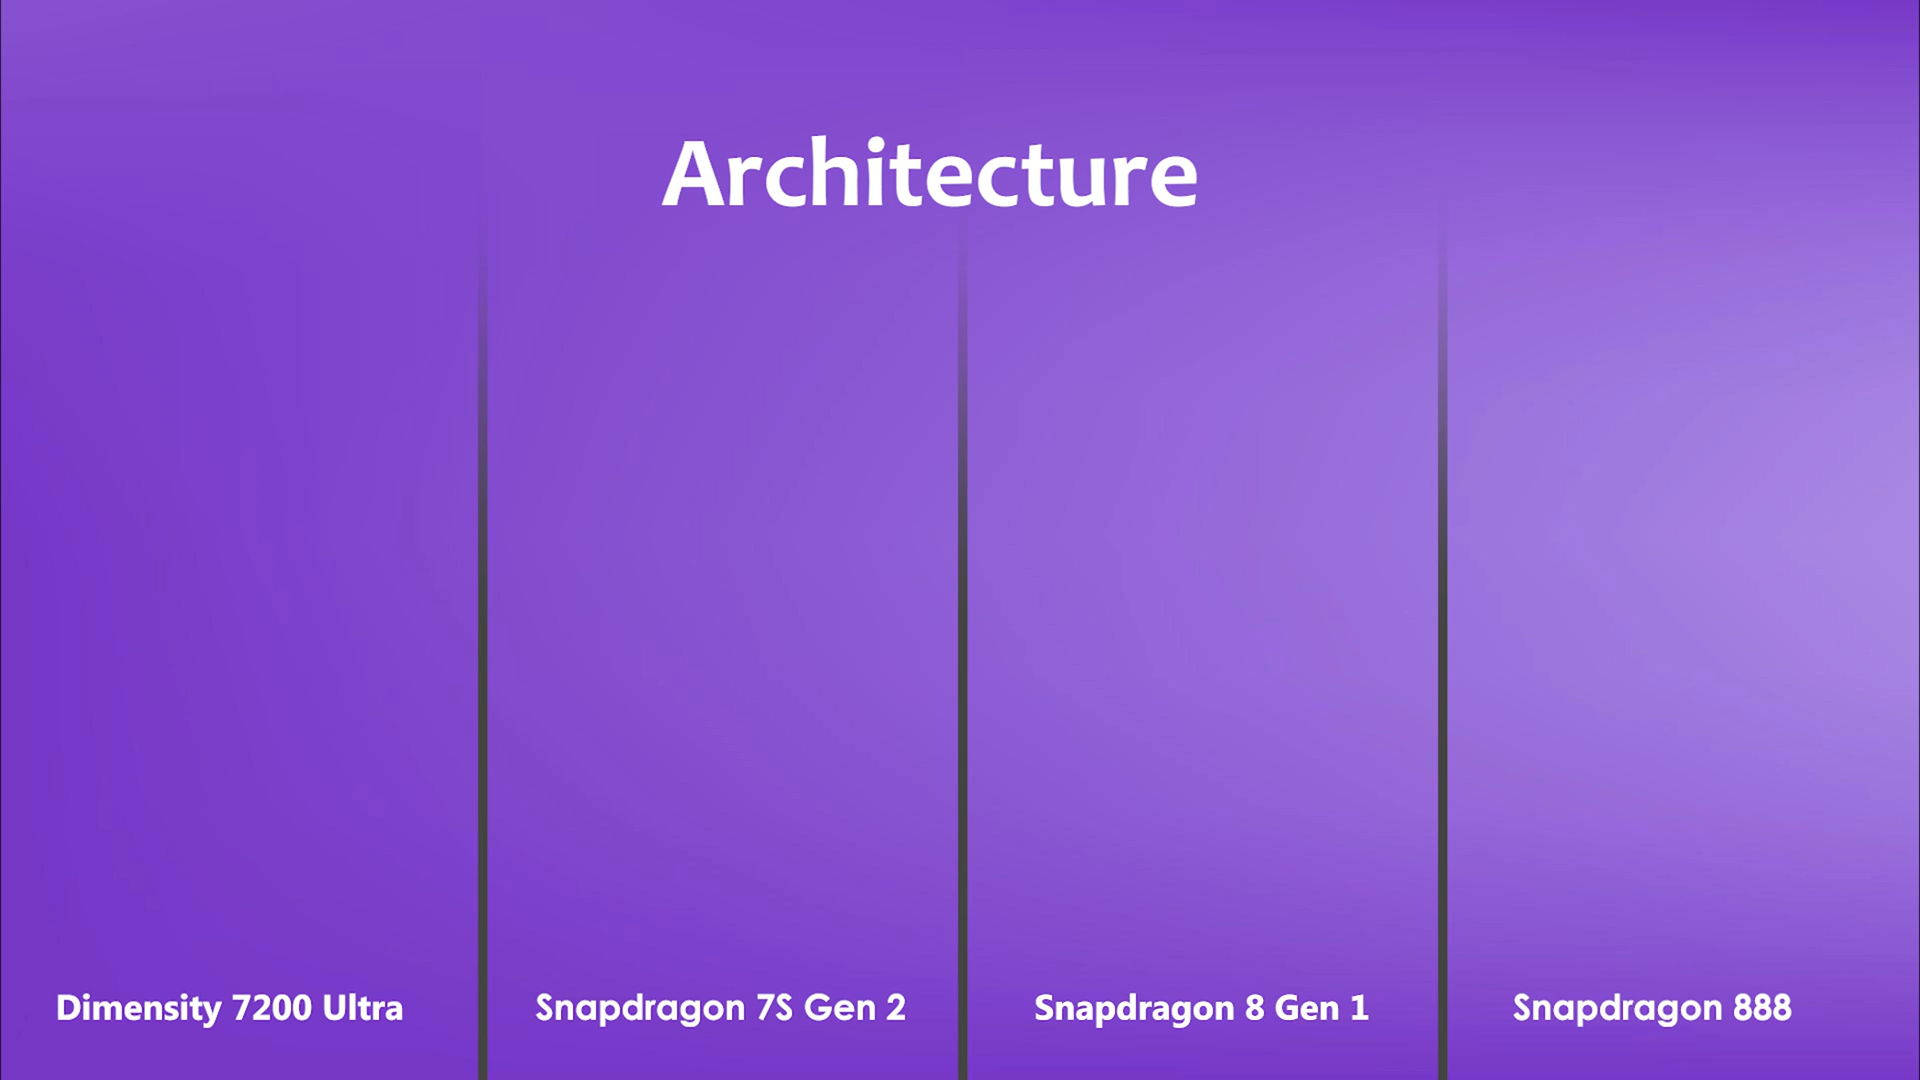 Architecture
Dimensity 7200 Ultra
Snapdragon 7S Gen 2
Snapdragon 8 Gen 1
Snapdragon 888